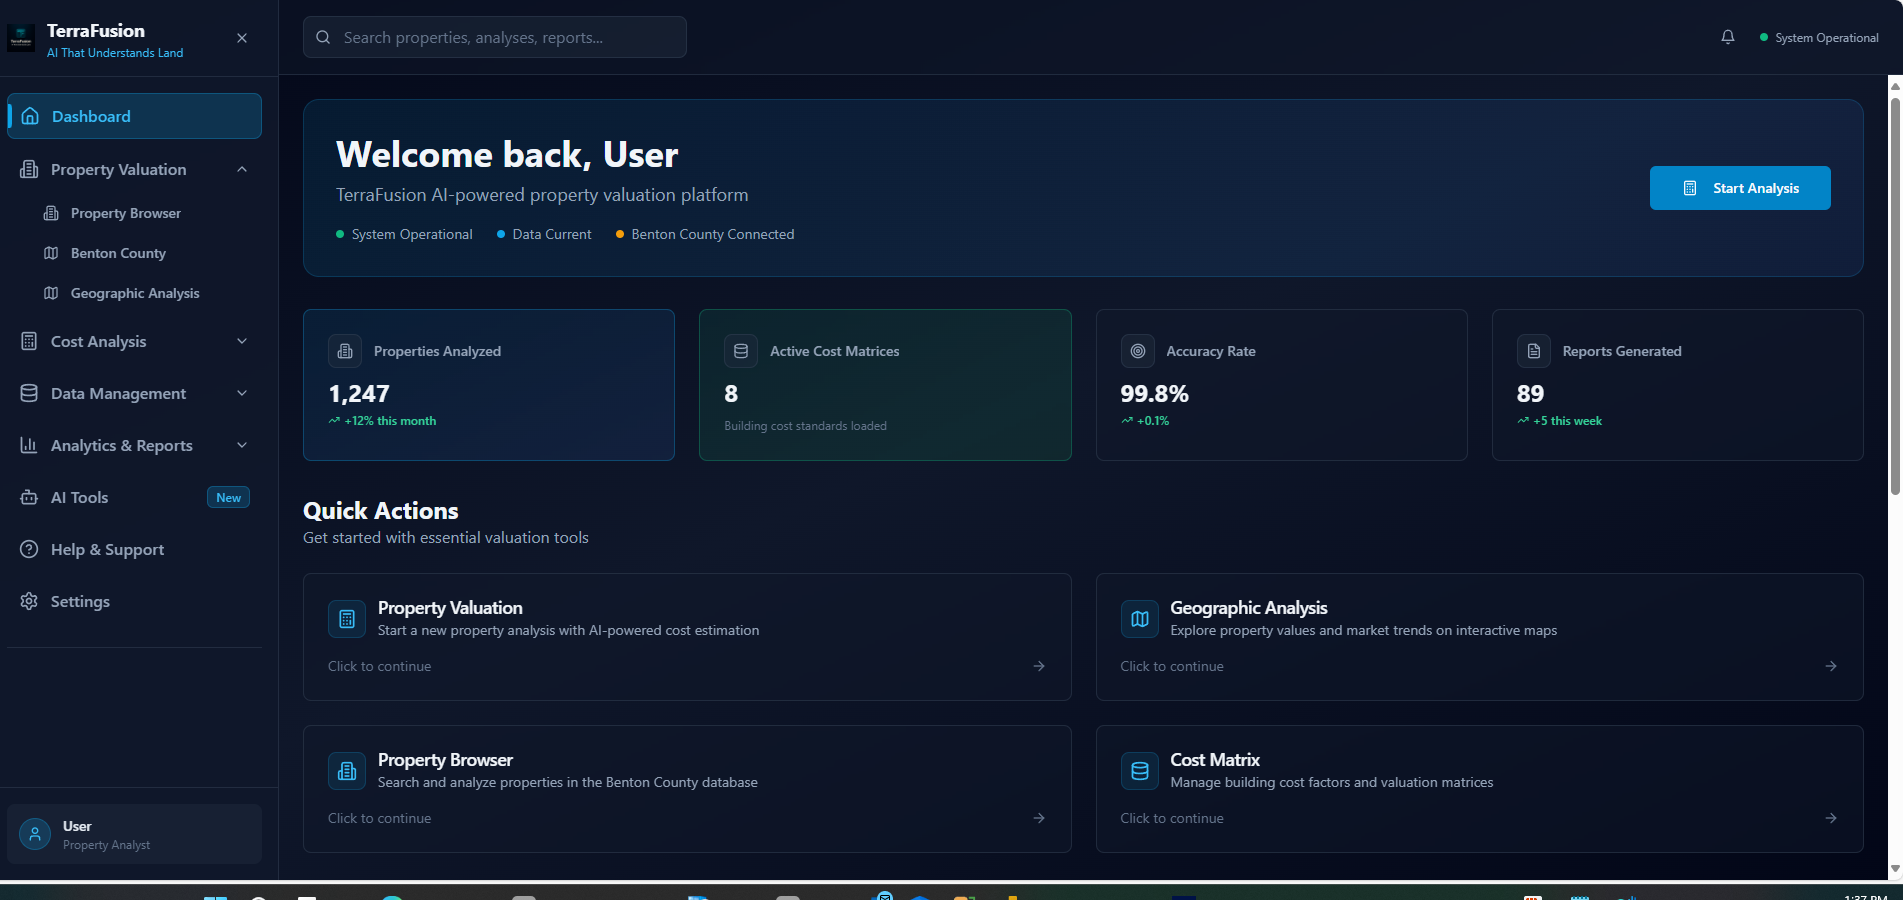 TerraFusion
AI That Understands Land
Search properties, analyses, reports...
System Operational
Dashboard
Property Valuation
Property Browser
Benton County
Geographic Analysis
Cost Analysis
Data Management
Analytics & Reports
AI Tools
New
Help & Support
Settings
User
Property Analyst
Welcome back, User
TerraFusion AI-powered property valuation platform
System Operational
Data Current
Benton County Connected
Start Analysis
Properties Analyzed
1,247
+12% this month
Active Cost Matrices
8
Building cost standards loaded
Accuracy Rate
99.8%
+0.1%
Reports Generated
89
+5 this week
Quick Actions
Get started with essential valuation tools
Property Valuation
Start a new property analysis with AI-powered cost estimation
Click to continue
Geographic Analysis
Explore property values and market trends on interactive maps
Click to continue
Property Browser
Search and analyze properties in the Benton County database
Click to continue
Cost Matrix
Manage building cost factors and valuation matrices
Click to continue
1:37 PM